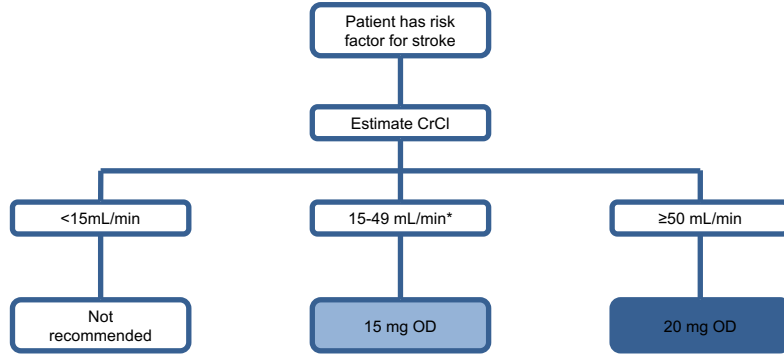 Patient has risk
factor for stroke
Estimate CrCl
<15mL/min
15-49 mL/min*
≥50 mL/min
Not
recommended
15 mg OD
20 mg OD